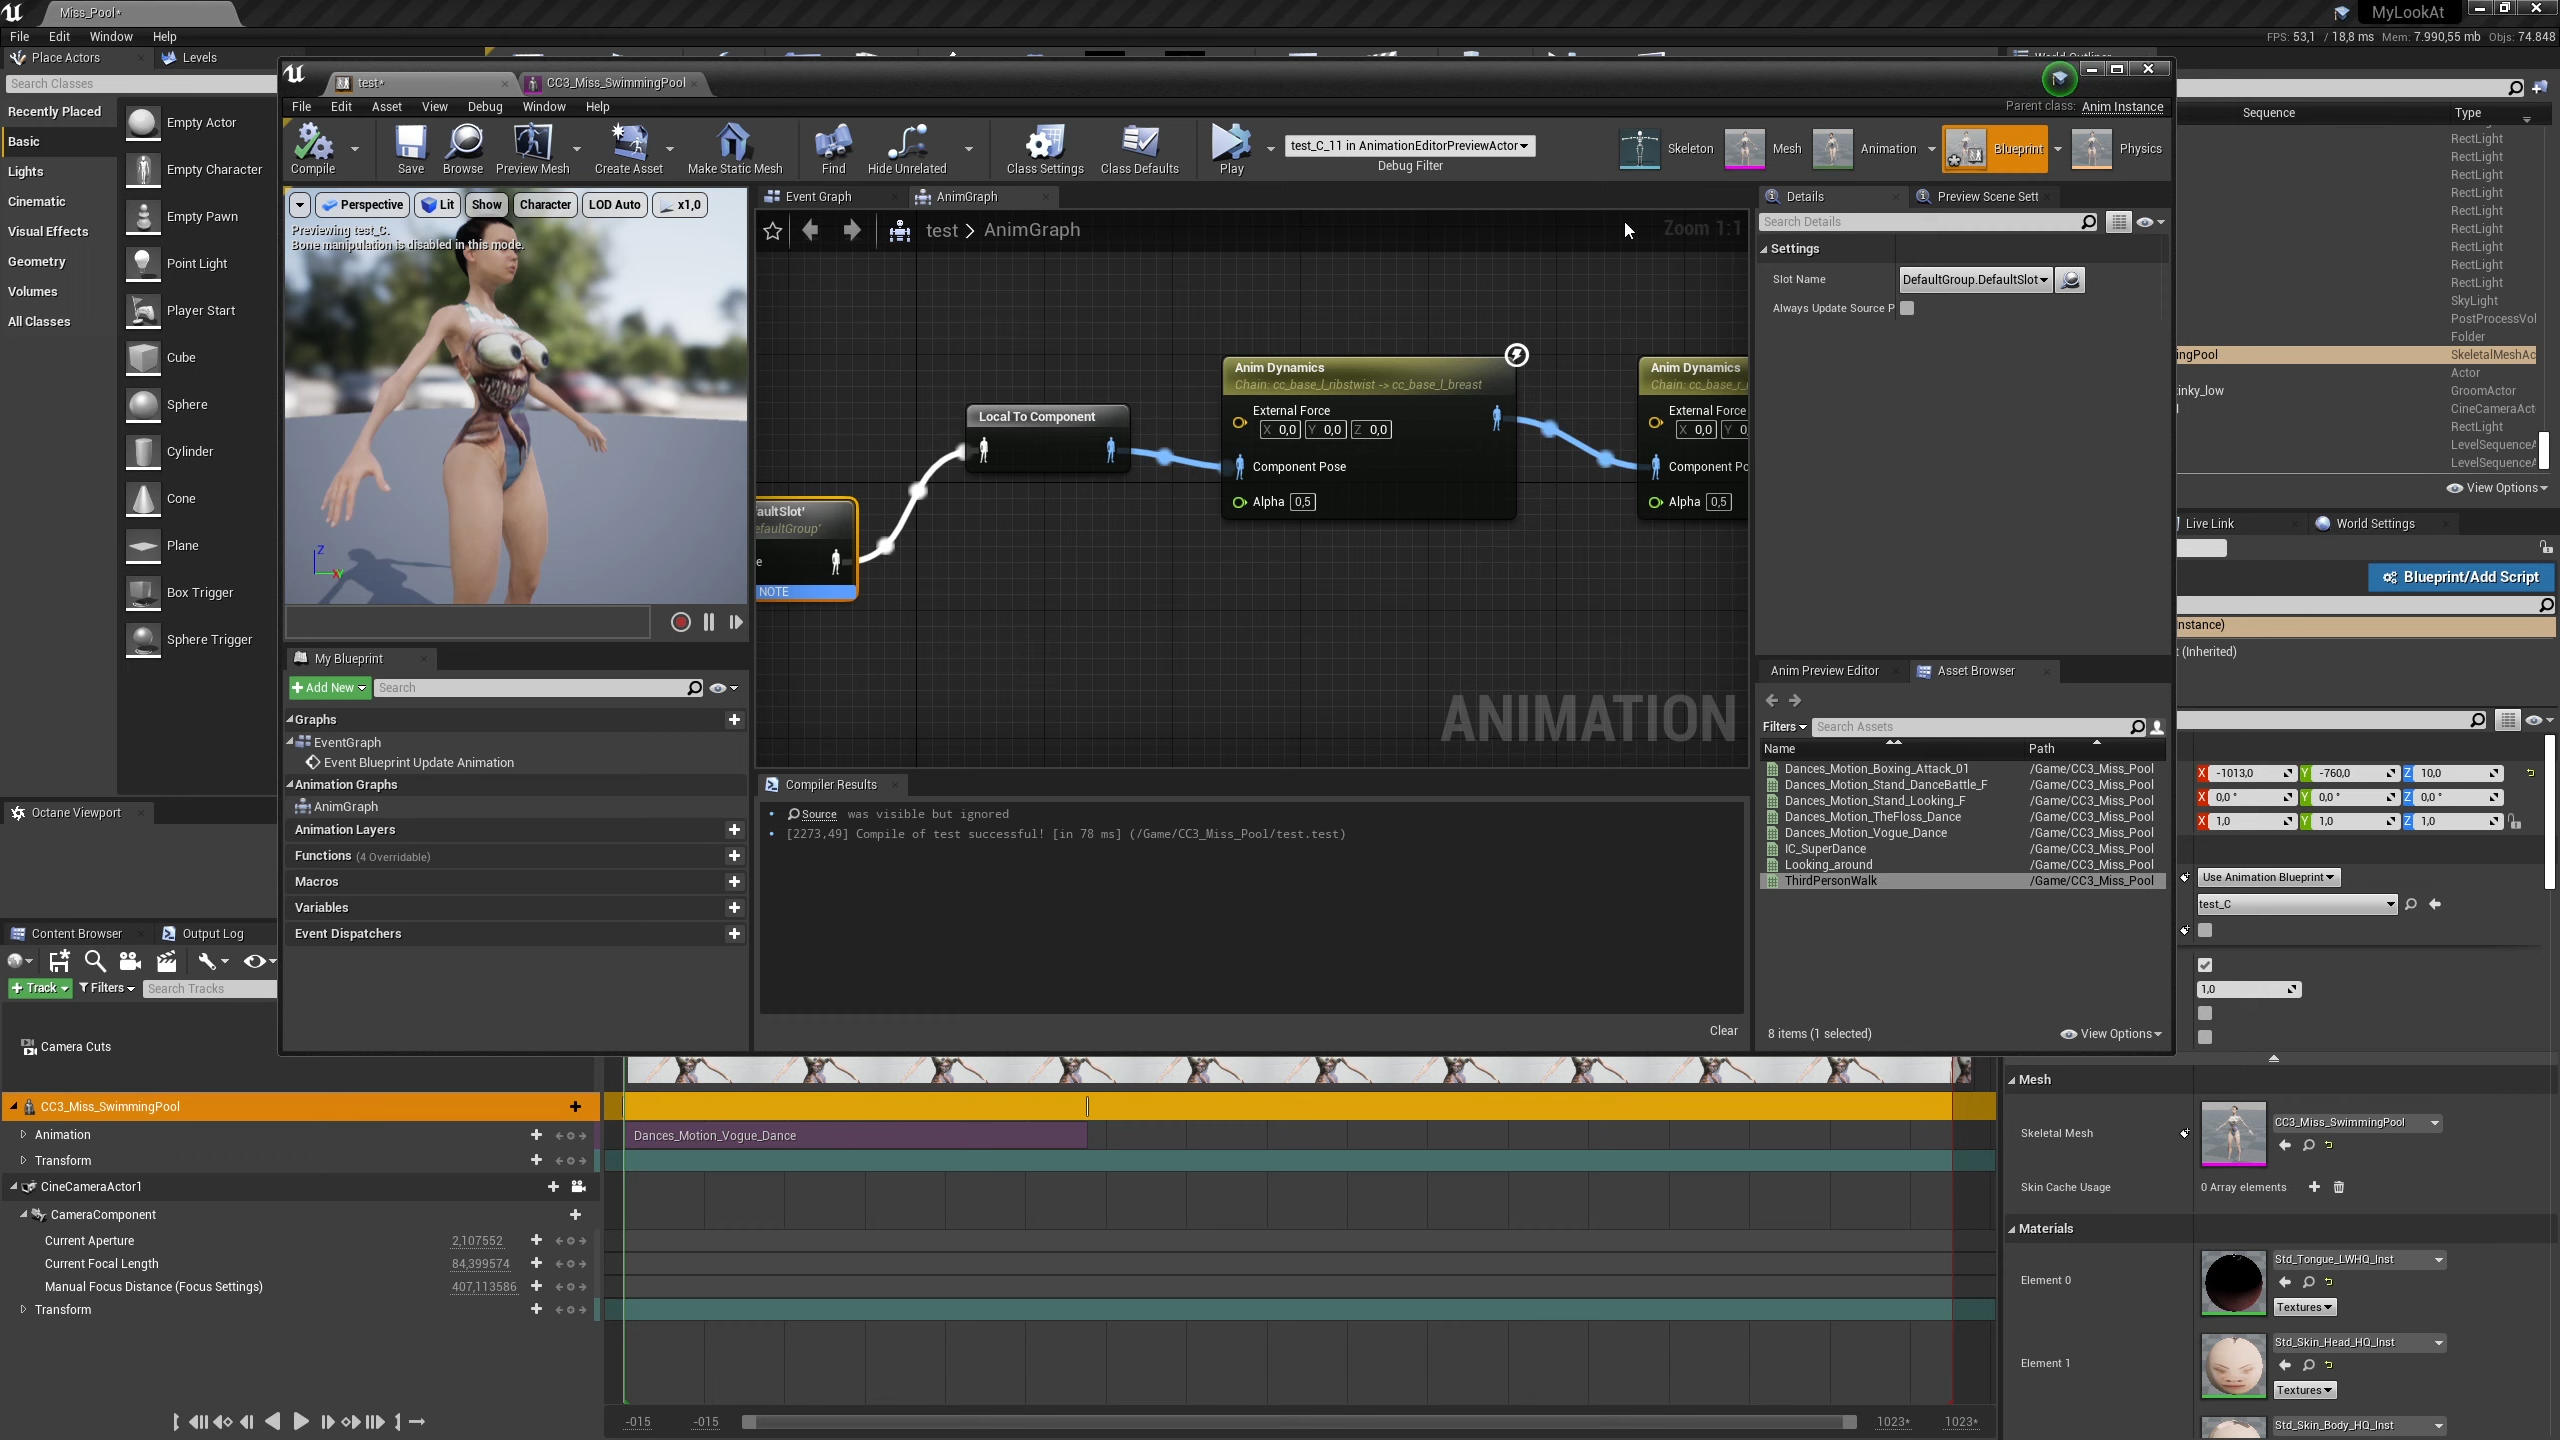 Miss_Pool*
MyLookAt
File Edit Window Help
FPS: 53,1 / 18,8 ms Mem: 7.990,55 mb Objs: 74.848
Place Actors
Levels
Search Classes
Recently Placed
Basic
Lights
Cinematic
Visual Effects
Geometry
Volumes
All Classes
Empty Actor
Empty Character
Empty Pawn
Point Light
Player Start
Cube
Sphere
Cylinder
Cone
Plane
Box Trigger
Sphere Trigger
Octane Viewport
test*
CC3_Miss_SwimmingPool
File Edit Asset View Debug Window Help
Parent class: Anim Instance
Compile
Save
Browse
Preview Mesh
Create Asset
Make Static Mesh
Find
Hide Unrelated
Class Settings
Class Defaults
Play
test_C_11 in AnimationEditorPreviewActor
Debug Filter
Skeleton
Mesh
Animation
Blueprint
Physics
Perspective
Lit
Show
Character
LOD Auto
x1,0
Previewing test_C.
Bone manipulation is disabled in this mode.
Z
Event Graph
AnimGraph
test > AnimGraph
Zoom 1:1
aultSlot'
efaultGroup'
e
NOTE
Local To Component
Anim Dynamics
Chain: cc_base_l_ribstwist -> cc_base_l_breast
External Force
X 0,0 Y 0,0 Z 0,0
Component Pose
Alpha 0,5
Anim Dynamics
Chain: cc_base_r_
External Force
X 0,0 Y 0,
Component Po
Alpha 0,5
ANIMATION
My Blueprint
Add New
Search
Graphs
EventGraph
Event Blueprint Update Animation
Animation Graphs
AnimGraph
Animation Layers
Functions (4 Overridable)
Macros
Variables
Event Dispatchers
Compiler Results
Source was visible but ignored
[2273,49] Compile of test successful! [in 78 ms] (/Game/CC3_Miss_Pool/test.test)
Clear
Details
Preview Scene Sett
Search Details
Settings
Slot Name
DefaultGroup.DefaultSlot
Always Update Source P
Anim Preview Editor
Asset Browser
Filters
Search Assets
Name Path
Dances_Motion_Boxing_Attack_01 /Game/CC3_Miss_Pool
Dances_Motion_Stand_DanceBattle_F /Game/CC3_Miss_Pool
Dances_Motion_Stand_Looking_F /Game/CC3_Miss_Pool
Dances_Motion_TheFloss_Dance /Game/CC3_Miss_Pool
Dances_Motion_Vogue_Dance /Game/CC3_Miss_Pool
IC_SuperDance /Game/CC3_Miss_Pool
Looking_around /Game/CC3_Miss_Pool
ThirdPersonWalk /Game/CC3_Miss_Pool
8 items (1 selected)
View Options
Sequence Type
RectLight
RectLight
RectLight
RectLight
RectLight
RectLight
RectLight
RectLight
RectLight
SkyLight
PostProcessVol
Folder
ingPool SkeletalMeshAc
Actor
inky_low GroomActor
CineCameraAct
RectLight
LevelSequenceA
LevelSequenceA
View Options
Live Link
World Settings
Blueprint/Add Script
nstance)
t (Inherited)
X -1013,0 Y -760,0 Z 10,0
X 0,0 ° Y 0,0 ° Z 0,0 °
X 1,0 Y 1,0 Z 1,0
Use Animation Blueprint
test_C
1,0
Mesh
Skeletal Mesh
CC3_Miss_SwimmingPool
Skin Cache Usage
0 Array elements
Materials
Element 0
Std_Tongue_LWHQ_Inst
Textures
Element 1
Std_Skin_Head_HQ_Inst
Textures
Std_Skin_Body_HQ_Inst
Content Browser
Output Log
Track
Filters
Search Tracks
Camera Cuts
CC3_Miss_SwimmingPool
Animation
Dances_Motion_Vogue_Dance
Transform
CineCameraActor1
CameraComponent
Current Aperture 2,107552
Current Focal Length 84,399574
Manual Focus Distance (Focus Settings) 407,113586
Transform
-015 -015 1023* 1023*